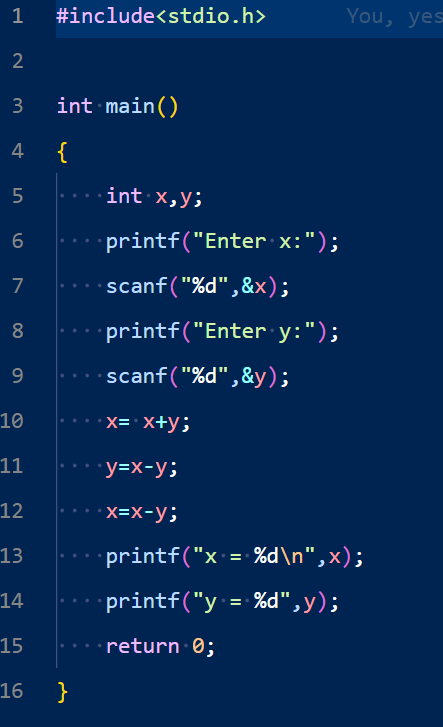 1 #include<stdio.h> You, yes
2
3 int main()
4 {
5 int x,y;
6 printf("Enter x:");
7 scanf("%d",&x);
8 printf("Enter y:");
9 scanf("%d",&y);
10 x= x+y;
11 y=x-y;
12 x=x-y;
13 printf("x = %d\n",x);
14 printf("y = %d",y);
15 return 0;
16 }